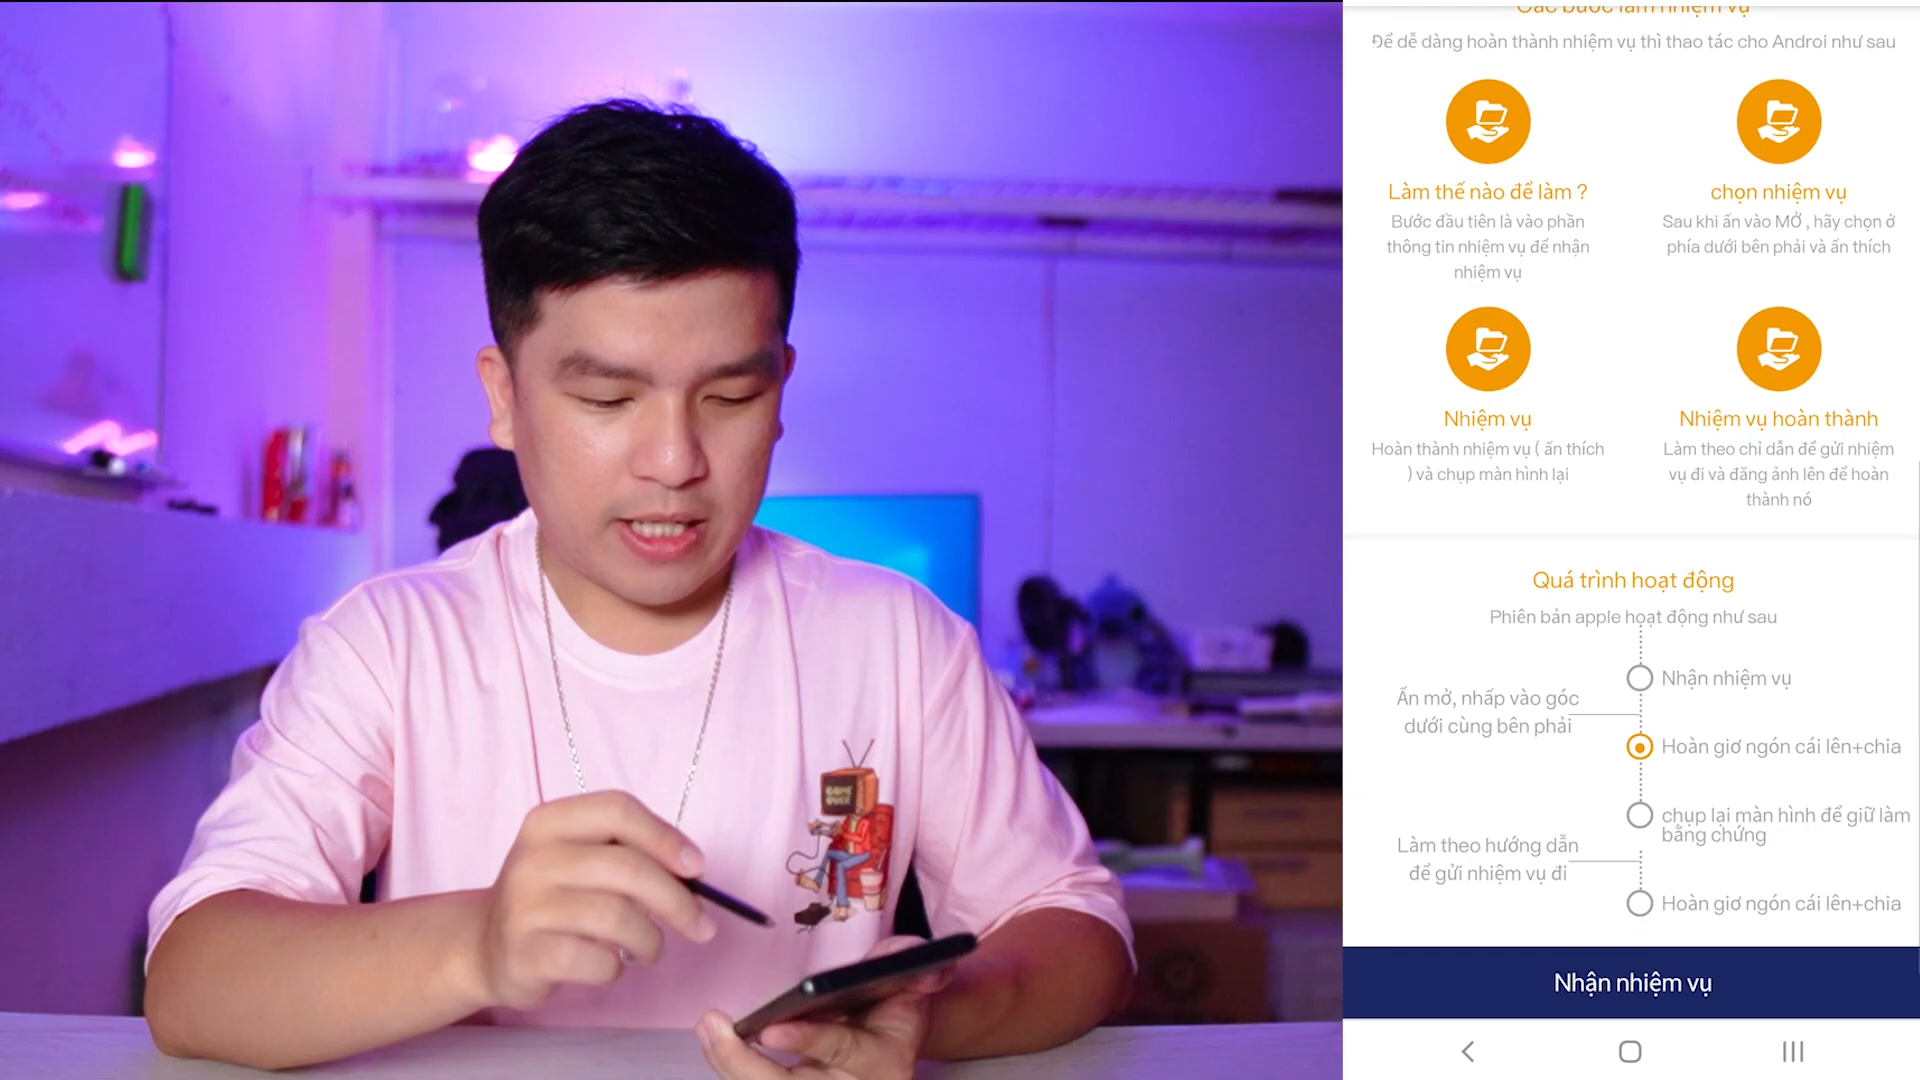 Các bước làm nhiệm vụ
Để dễ dàng hoàn thành nhiệm vụ thì thao tác cho Androi như sau
Làm thế nào để làm ?
Bước đầu tiên là vào phần
thông tin nhiệm vụ để nhận
nhiệm vụ
chọn nhiệm vụ
Sau khi ấn vào MỞ , hãy chọn ở
phía dưới bên phải và ấn thích
Nhiệm vụ
Hoàn thành nhiệm vụ ( ấn thích
) và chụp màn hình lại
Nhiệm vụ hoàn thành
Làm theo chỉ dẫn để gửi nhiệm
vụ đi và đăng ảnh lên để hoàn
thành nó
Quá trình hoạt động
Phiên bản apple hoạt động như sau
Nhận nhiệm vụ
Ấn mở, nhấp vào góc
dưới cùng bên phải
Hoàn giơ ngón cái lên+chia
chụp lại màn hình để giữ làm
bằng chứng
Làm theo hướng dẫn
để gửi nhiệm vụ đi
Hoàn giơ ngón cái lên+chia
Nhận nhiệm vụ
GAME
OVER